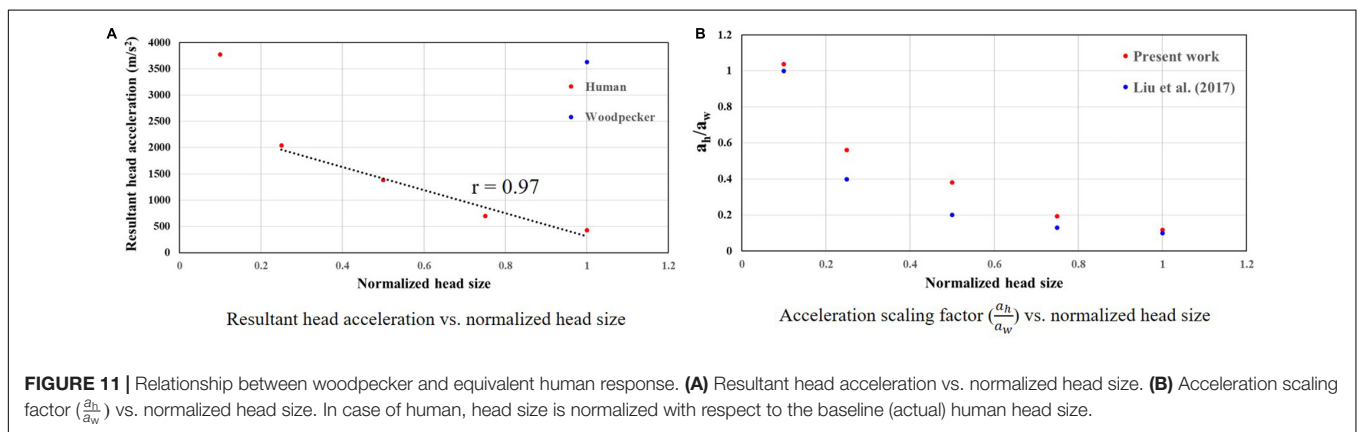 A
4000
3500
3000
2500
2000
1500
1000
500
0
Resultant head acceleration (m/s²)
Human
Woodpecker
r = 0.97
0 0.2 0.4 0.6 0.8 1 1.2
Normalized head size
Resultant head acceleration vs. normalized head size
B
1.2
1
0.8
0.6
0.4
0.2
0
a_h/a_w
Present work
Liu et al. (2017)
0 0.2 0.4 0.6 0.8 1 1.2
Normalized head size
Acceleration scaling factor (a_h/a_w) vs. normalized head size
FIGURE 11 | Relationship between woodpecker and equivalent human response. (A) Resultant head acceleration vs. normalized head size. (B) Acceleration scaling
factor (a_h/a_w) vs. normalized head size. In case of human, head size is normalized with respect to the baseline (actual) human head size.